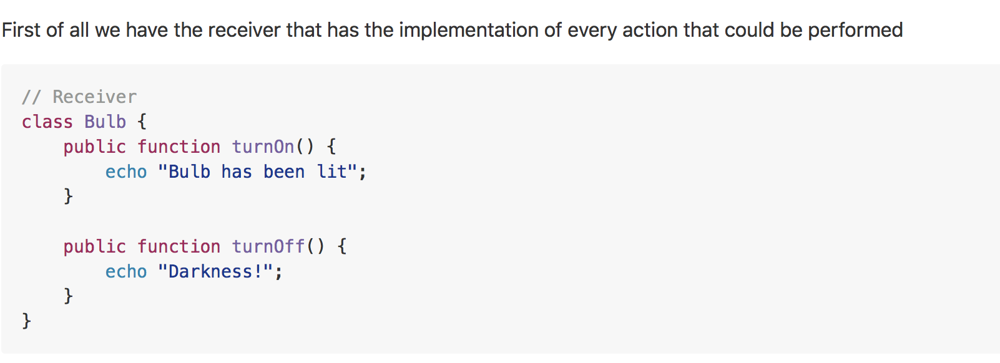 First of all we have the receiver that has the implementation of every action that could be performed
// Receiver
class Bulb {
    public function turnOn() {
        echo "Bulb has been lit";
    }

    public function turnOff() {
        echo "Darkness!";
    }
}